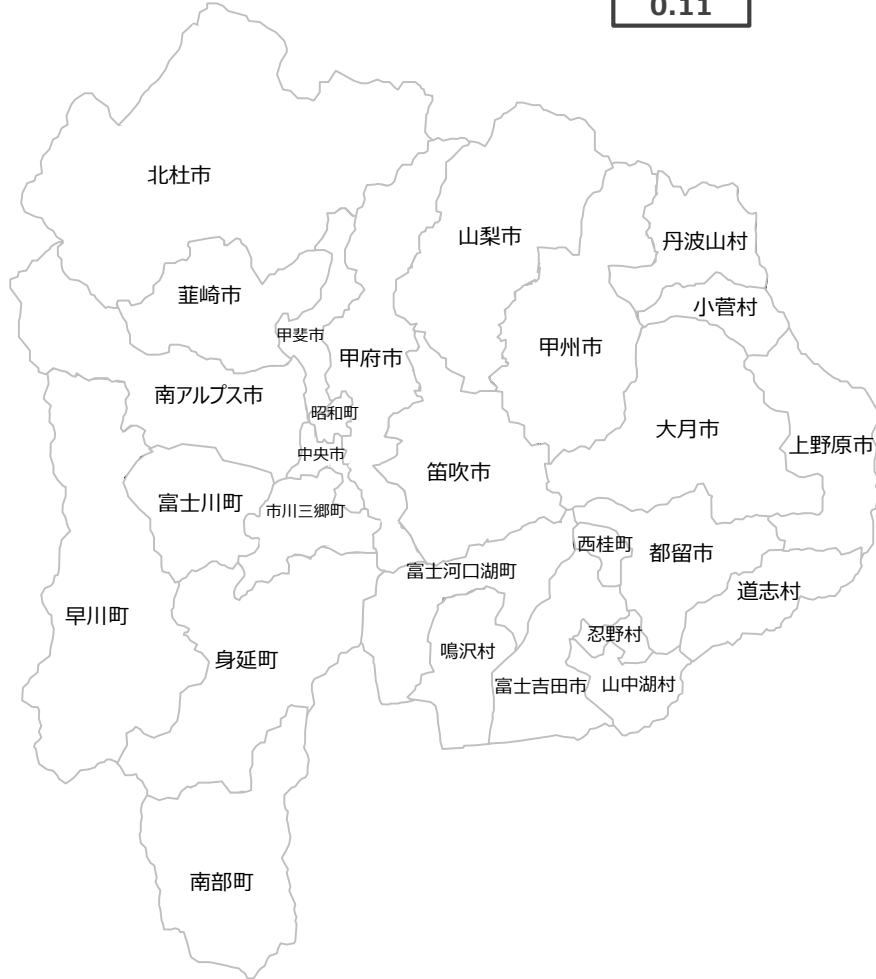 0.11
北杜市
山梨市
丹波山村
韮崎市
小菅村
甲斐市
甲府市
甲州市
南アルプス市
昭和町
大月市
上野原市
中央市
笛吹市
富士川町
市川三郷町
西桂町
都留市
富士河口湖町
道志村
早川町
忍野村
鳴沢村
身延町
富士吉田市
山中湖村
南部町